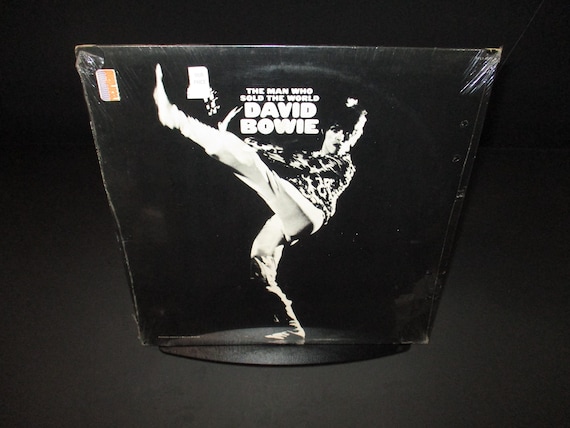 THE MAN WHO
SOLD THE WORLD
DAVID
BOWIE